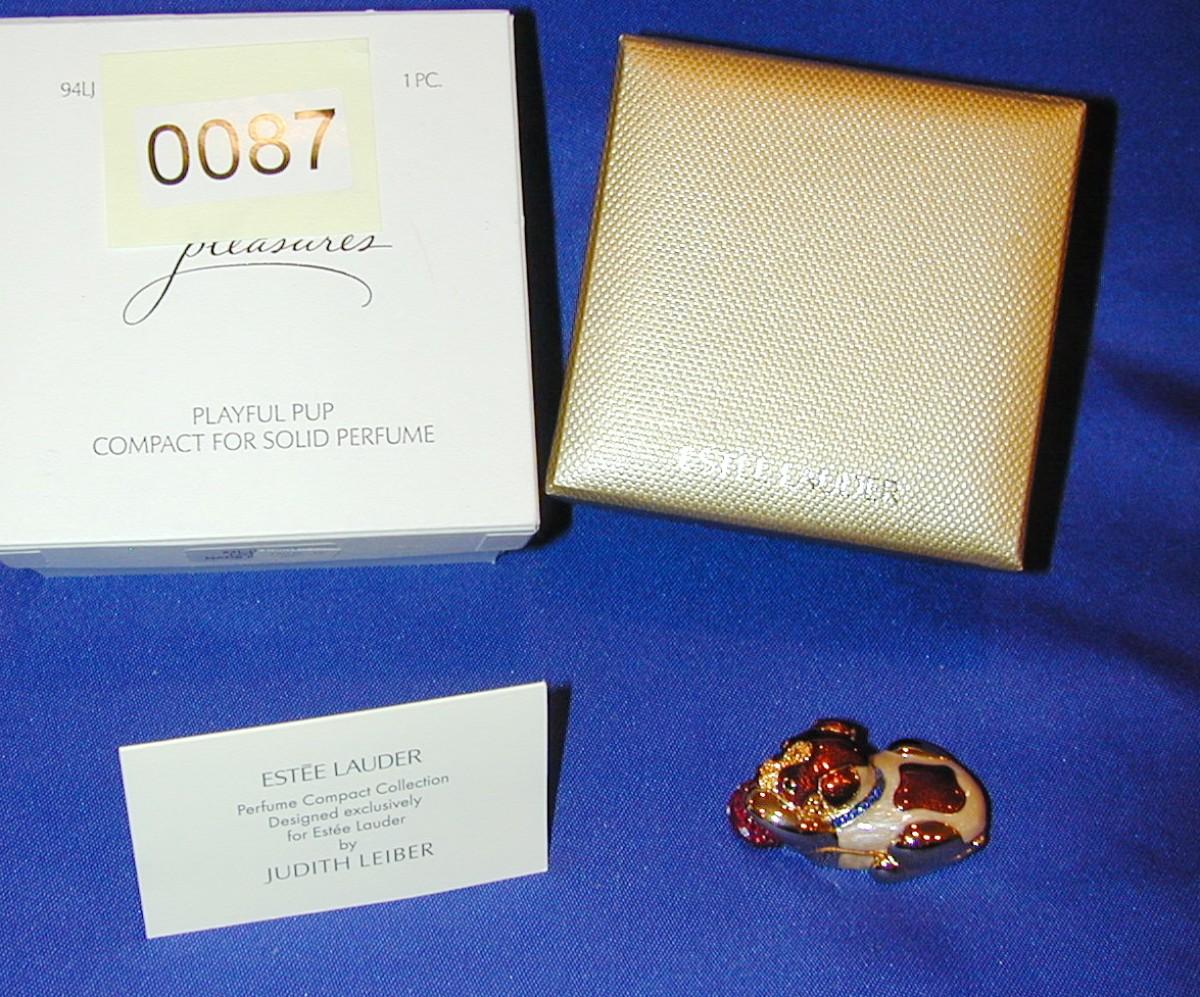 94LJ
1 PC.
0087
pleasures
PLAYFUL PUP
COMPACT FOR SOLID PERFUME
ESTĒE LAUDER
ESTĒE LAUDER
Perfume Compact Collection
Designed exclusively
for Estée Lauder
by
JUDITH LEIBER